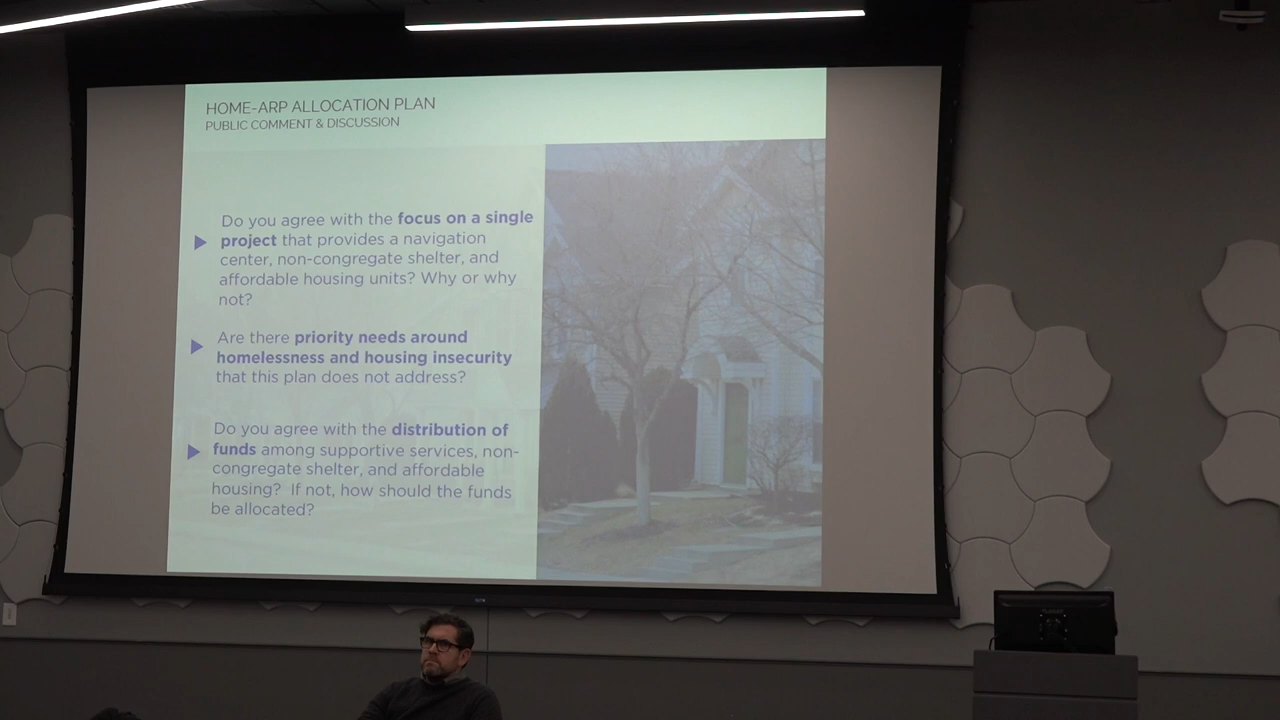 HOME-ARP ALLOCATION PLAN
PUBLIC COMMENT & DISCUSSION
Do you agree with the focus on a single
project that provides a navigation
center, non-congregate shelter, and
affordable housing units? Why or why
not?
Are there priority needs around
homelessness and housing insecurity
that this plan does not address?
Do you agree with the distribution of
funds among supportive services, non-
congregate shelter, and affordable
housing? If not, how should the funds
be allocated?